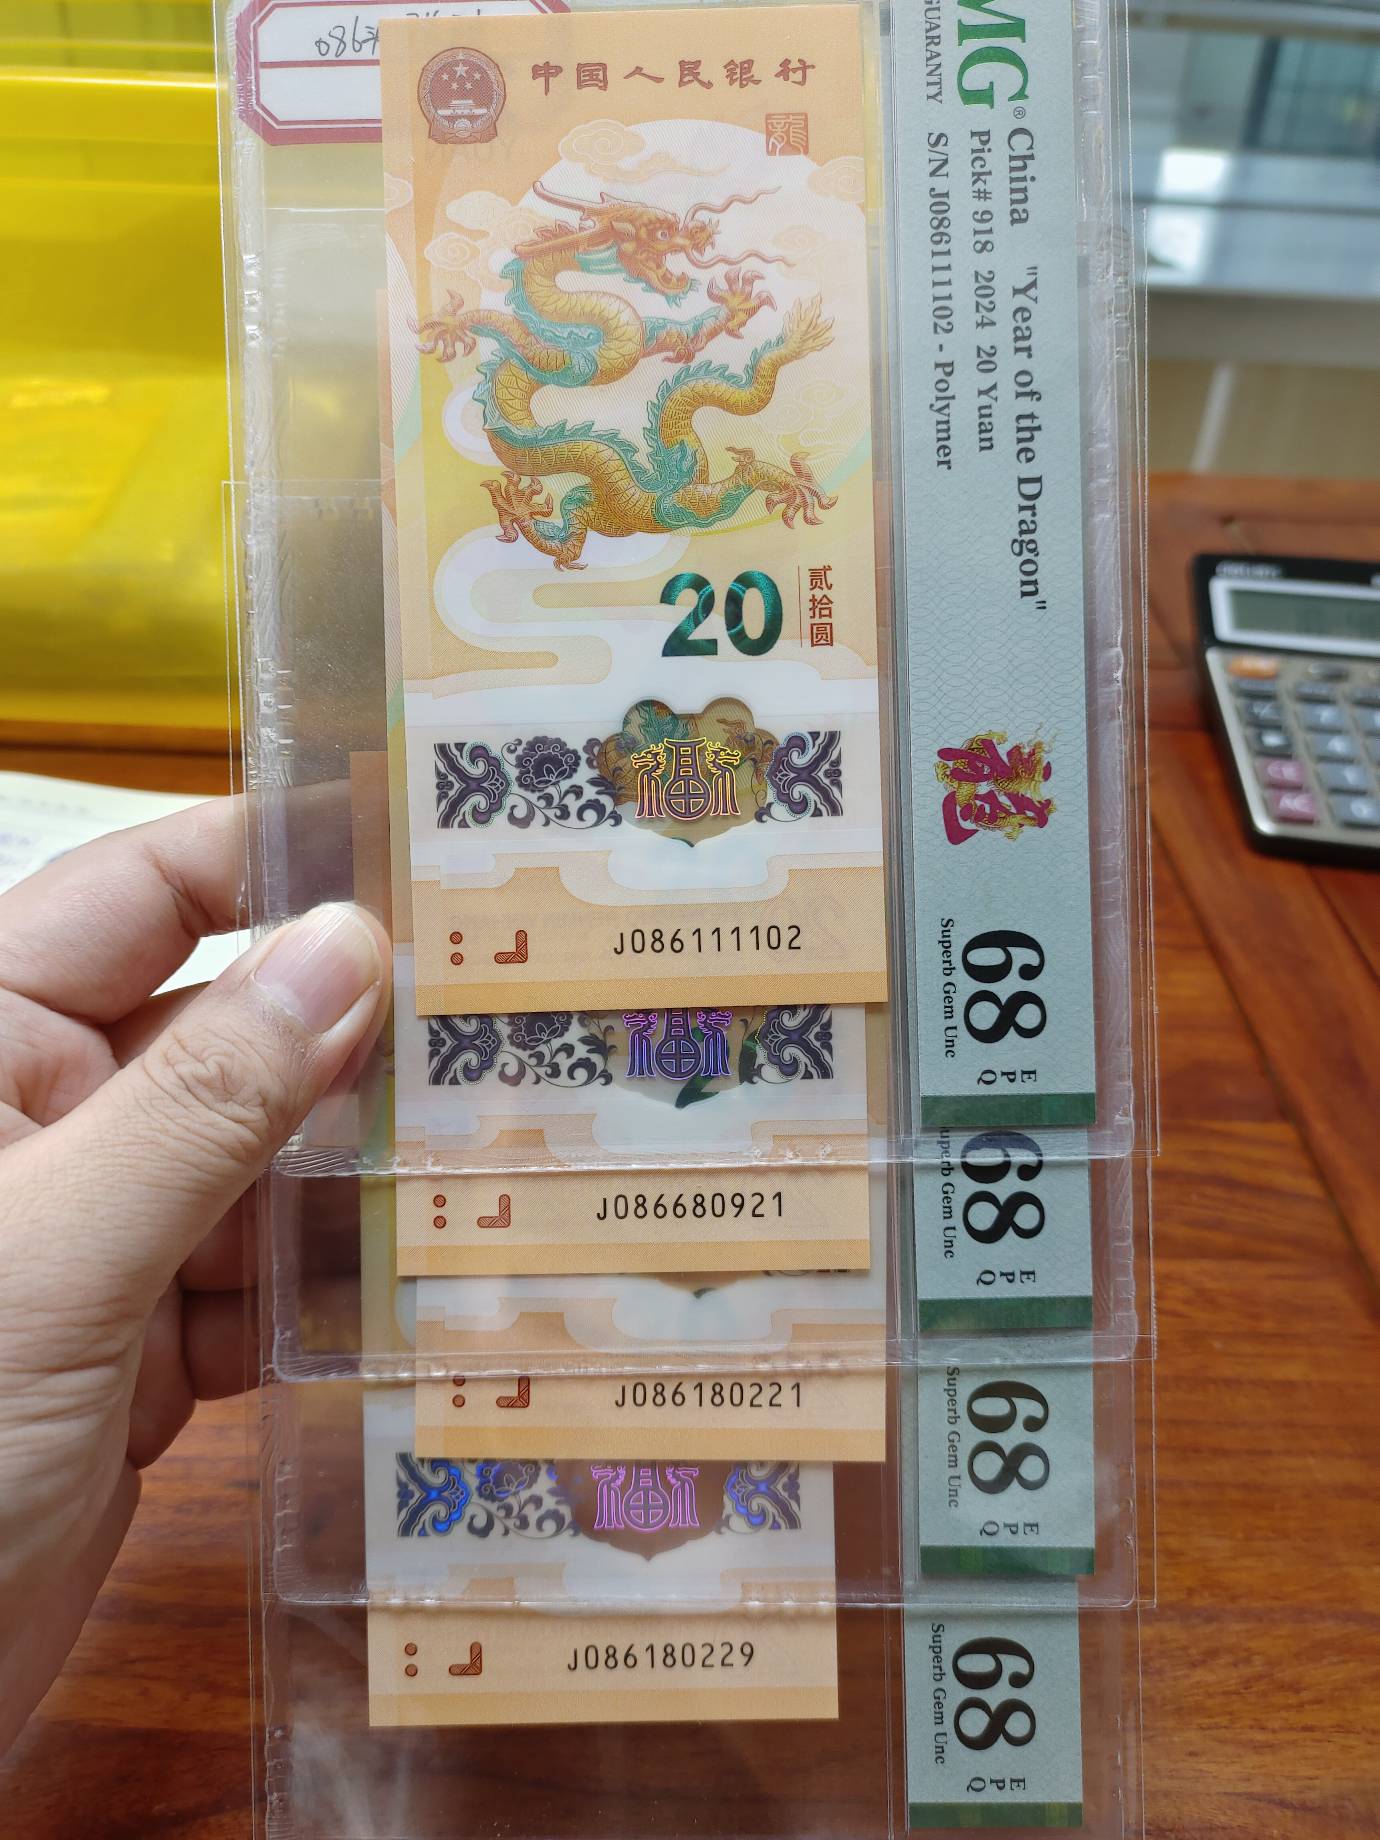 中国人民银行
龍
20
贰拾圆
福
J086111102
J086680921
J086180221
J086180229
MG®
GUARANTY
China "Year of the Dragon"
Pick# 918 2024 20 Yuan
S/N J086111102 - Polymer
68 EPQ
Superb Gem Unc
68 EPQ
Superb Gem Unc
68 EPQ
Superb Gem Unc
68 EPQ
Superb Gem Unc